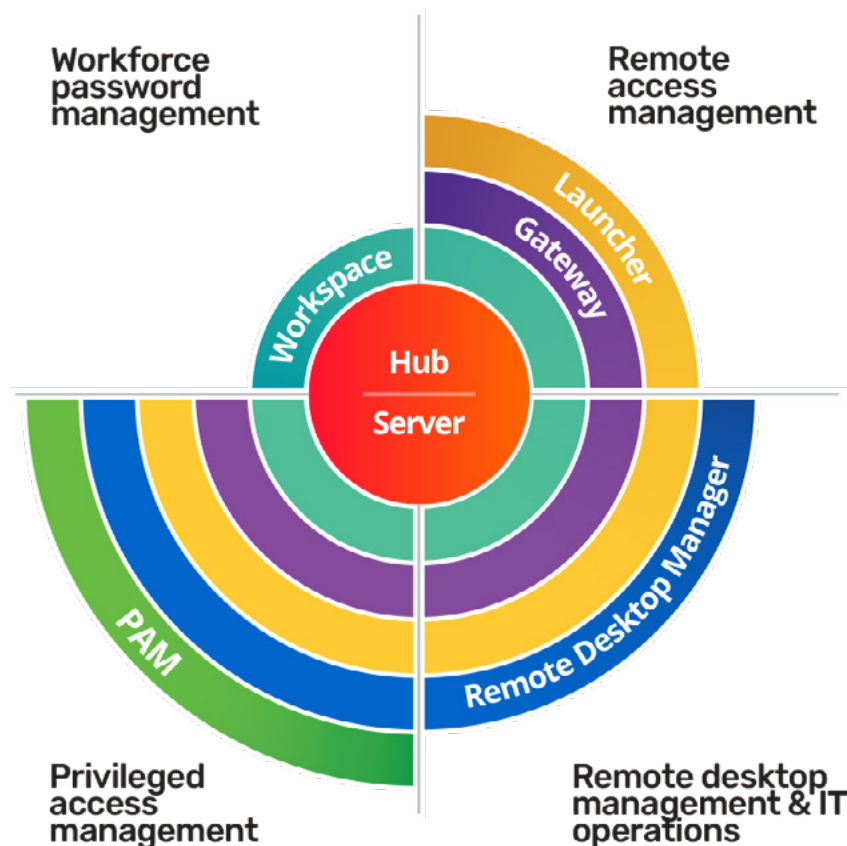 Workforce
password
management
Remote
access
management
Launcher
Gateway
Workspace
Hub
Server
Remote Desktop Manager
PAM
Privileged
access
management
Remote desktop
management & IT
operations